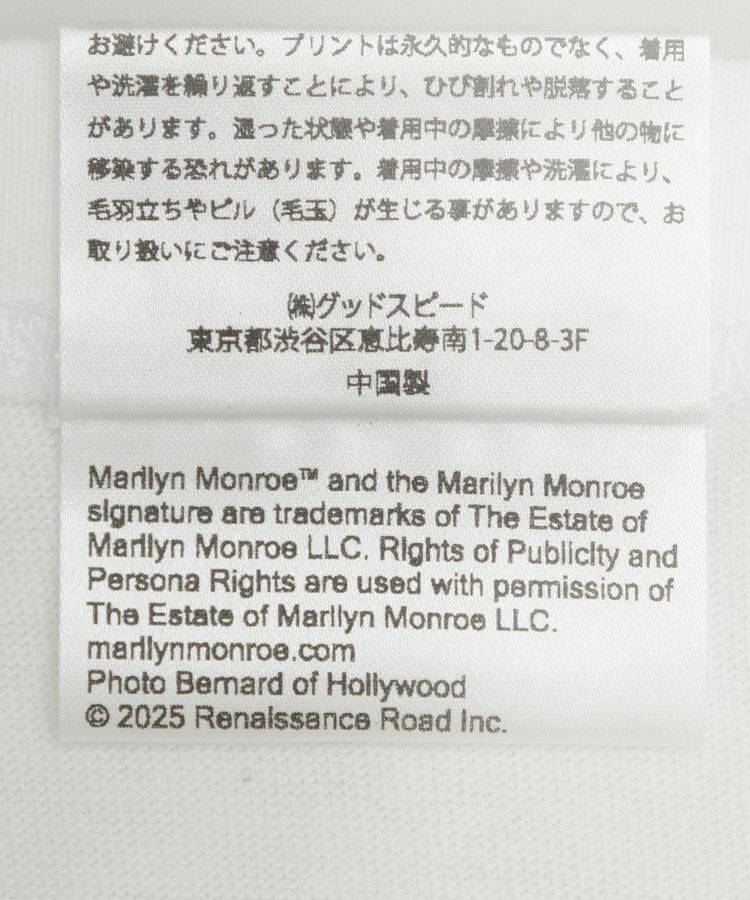 お避けください。プリントは永久的なものでなく、着用
や洗濯を繰り返すことにより、ひび割れや脱落すること
があります。湿った状態や着用中の摩擦により他の物に
移染する恐れがあります。着用中の摩擦や洗濯により、
毛羽立ちやピル（毛玉）が生じる事がありますので、お
取り扱いにご注意ください。
㈱グッドスピード
東京都渋谷区恵比寿南1-20-8-3F
中国製
Marilyn Monroe™ and the Marilyn Monroe
signature are trademarks of The Estate of
Marilyn Monroe LLC. Rights of Publicity and
Persona Rights are used with permission of
The Estate of Marilyn Monroe LLC.
marilynmonroe.com
Photo Bernard of Hollywood
© 2025 Renaissance Road Inc.